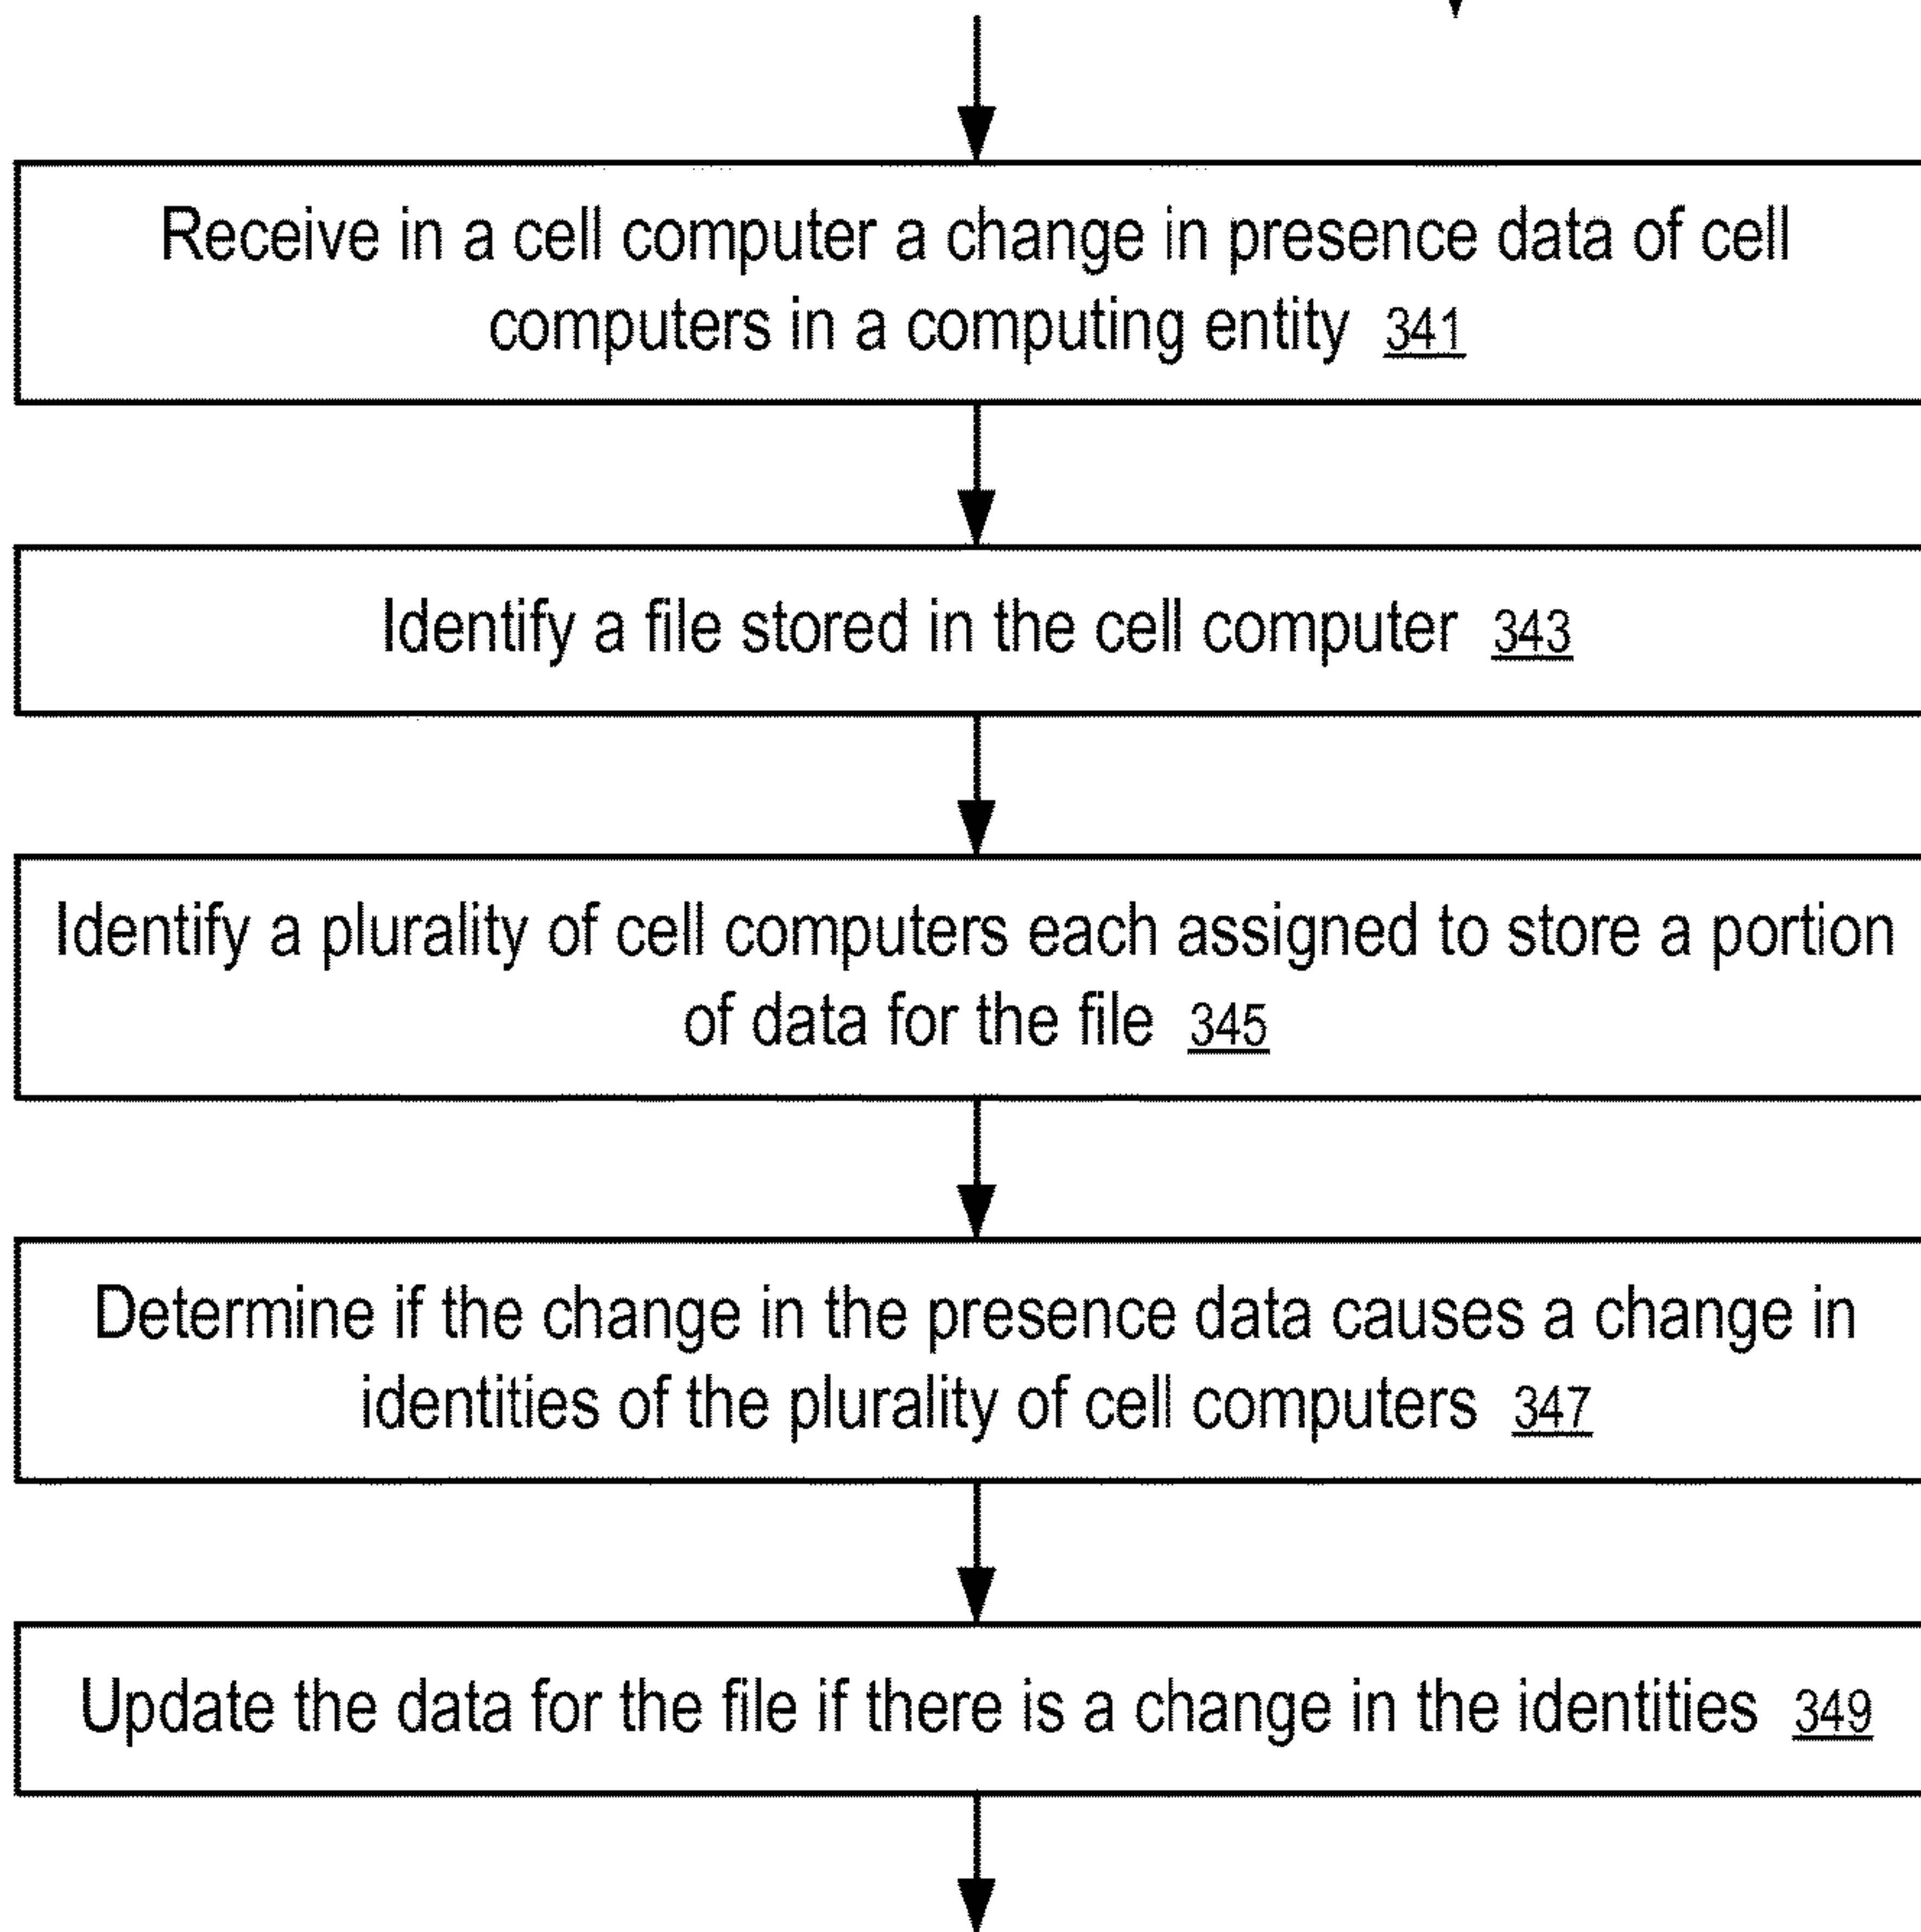 Receive in a cell computer a change in presence data of cell
computers in a computing entity 341
Identify a file stored in the cell computer 343
Identify a plurality of cell computers each assigned to store a portion
of data for the file 345
Determine if the change in the presence data causes a change in
identities of the plurality of cell computers 347
Update the data for the file if there is a change in the identities 349